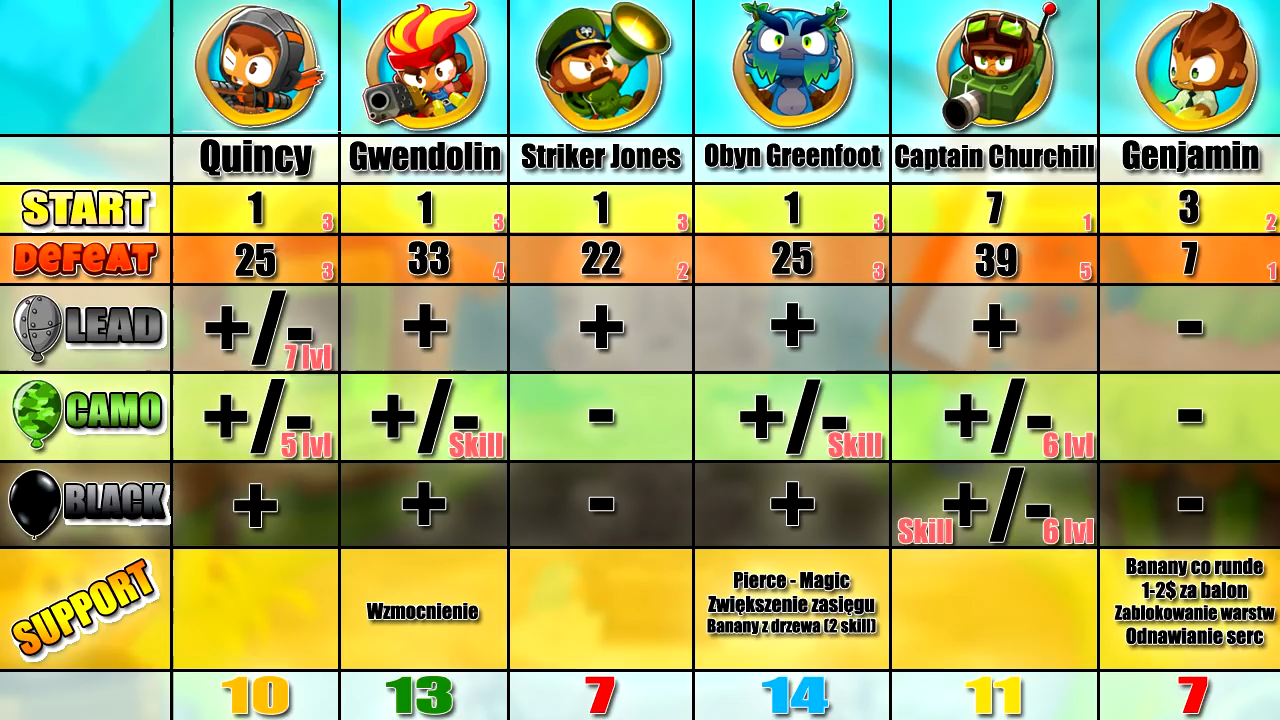 Quincy Gwendolin Striker Jones Obyn Greenfoot Captain Churchill Genjamin
START 1 3 1 3 1 3 1 3 7 1 3 2
DEFEAT 25 3 33 4 22 2 25 3 39 5 7 1
LEAD +/- 7 lvl + + + + -
CAMO +/- 5 lvl +/- Skill - +/- Skill +/- 6 lvl -
BLACK + + - + Skill +/- 6 lvl -
SUPPORT
Wzmocnienie
Pierce - Magic
Zwiększenie zasięgu
Banany z drzewa (2 skill)
Banany co runde
1-2$ za balon
Zablokowanie warstw
Odnawianie serc
10 13 7 14 11 7